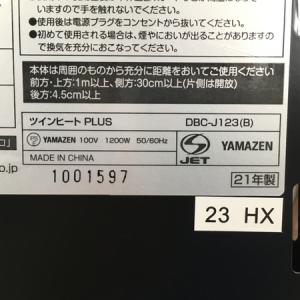 いますので手を触れないでください。
●使用後は電源プラグをコンセントから抜いてください。
●初めて使用される場合は、煙やにおいが出ることがありますので
換気を充分におこなってください。
本体は周囲のものから充分に距離をおいてご使用ください。
前方・上方:1m以上、側方:30cm以上(片側は開放)
後方:4.5cm以上
ツインヒート PLUS DBC-J123(B)
PS E YAMAZEN 100V 1200W 50/60Hz
MADE IN CHINA
S JET
YAMAZEN
1001597
21年製
o.jp
23 HX